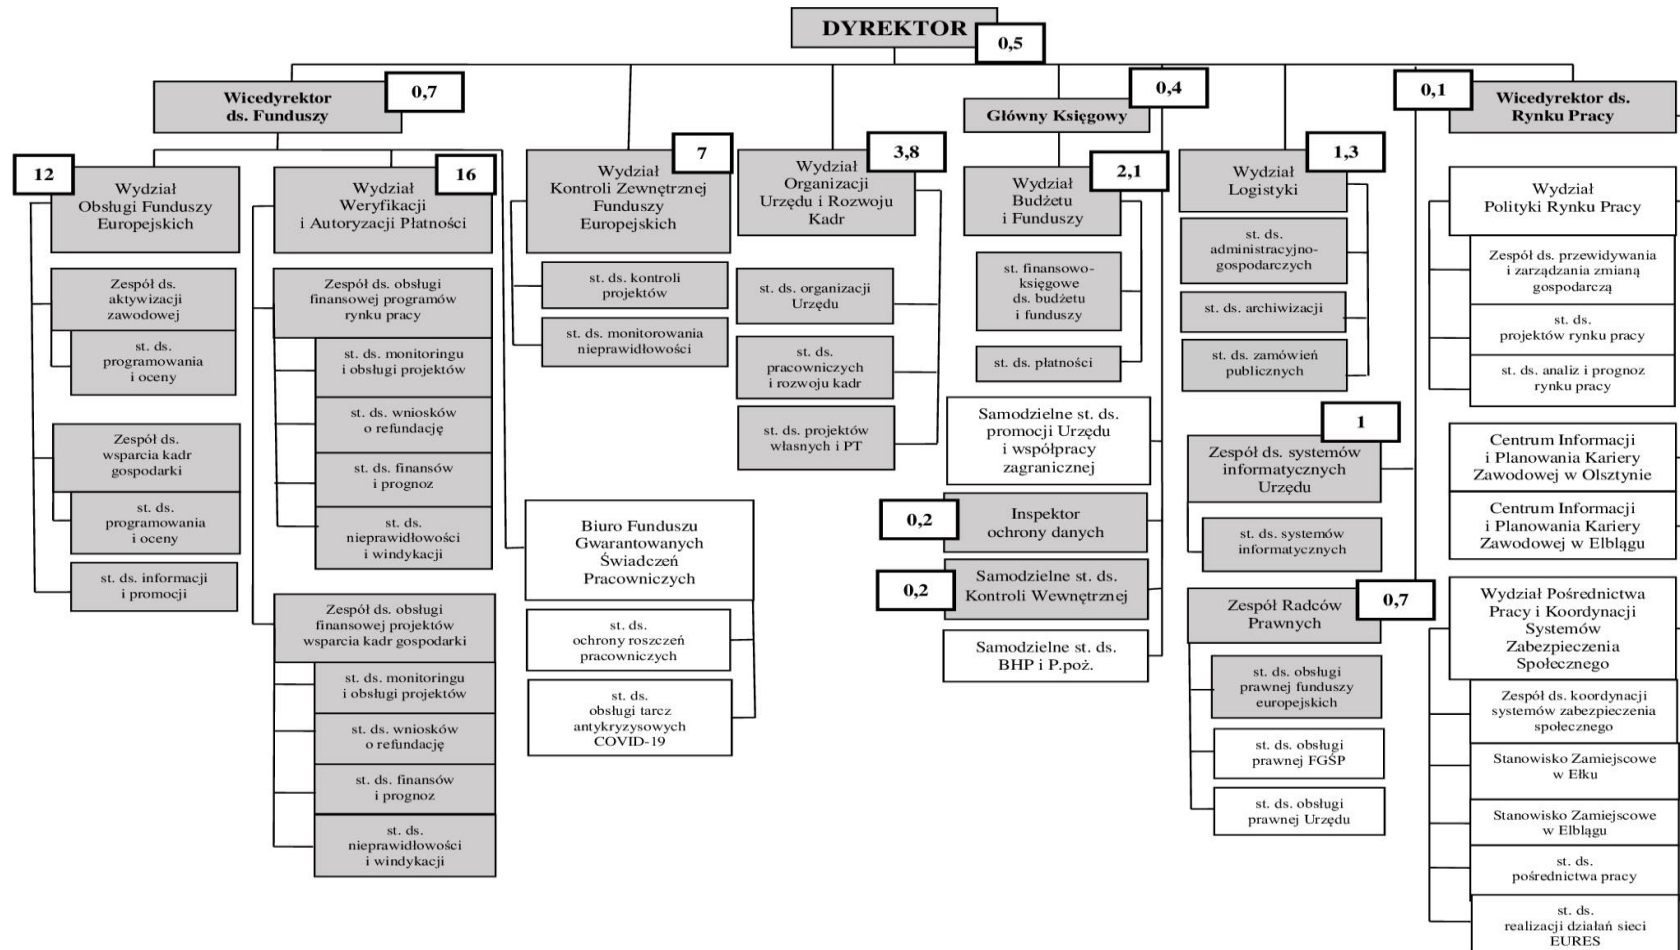 DYREKTOR
0,5
Wicedyrektor
ds. Funduszy
0,7
Główny Księgowy
0,4
0,1
Wicedyrektor ds.
Rynku Pracy
12
Wydział
Obsługi Funduszy
Europejskich
Zespół ds.
aktywizacji
zawodowej
st. ds.
programowania
i oceny
Zespół ds.
wsparcia kadr
gospodarki
st. ds.
programowania
i oceny
st. ds. informacji
i promocji
16
Wydział
Weryfikacji
i Autoryzacji Płatności
Zespół ds. obsługi
finansowej programów
rynku pracy
st. ds. monitoringu
i obsługi projektów
st. ds. wniosków
o refundację
st. ds. finansów
i prognoz
st. ds.
nieprawidłowości
i windykacji
Zespół ds. obsługi
finansowej projektów
wsparcia kadr gospodarki
st. ds. monitoringu
i obsługi projektów
st. ds. wniosków
o refundację
st. ds. finansów
i prognoz
st. ds.
nieprawidłowości
i windykacji
7
Wydział
Kontroli Zewnętrznej
Funduszy
Europejskich
st. ds. kontroli
projektów
st. ds. monitorowania
nieprawidłowości
Biuro Funduszu
Gwarantowanych
Świadczeń
Pracowniczych
st. ds.
ochrony roszczeń
pracowniczych
st. ds.
obsługi tarcz
antykryzysowych
COVID-19
3,8
Wydział
Organizacji
Urzędu i Rozwoju
Kadr
st. ds. organizacji
Urzędu
st. ds.
pracowniczych
i rozwoju kadr
st. ds. projektów
własnych i PT
2,1
Wydział
Budżetu
i Funduszy
st. finansowo-
księgowe
ds. budżetu
i funduszy
st. ds. płatności
Samodzielne st. ds.
promocji Urzędu
i współpracy
zagranicznej
0,2
Inspektor
ochrony danych
0,2
Samodzielne st. ds.
Kontroli Wewnętrznej
Samodzielne st. ds.
BHP i P.poż.
1,3
Wydział
Logistyki
st. ds.
administracyjno-
gospodarczych
st. ds. archiwizacji
st. ds. zamówień
publicznych
1
Zespół ds. systemów
informatycznych
Urzędu
st. ds. systemów
informatycznych
0,7
Zespół Radców
Prawnych
st. ds. obsługi
prawnej funduszy
europejskich
st. ds. obsługi
prawnej FGŚP
st. ds. obsługi
prawnej Urzędu
Wydział
Polityki Rynku Pracy
Zespół ds. przewidywania
i zarządzania zmianą
gospodarczą
st. ds.
projektów rynku pracy
st. ds. analiz i prognoz
rynku pracy
Centrum Informacji
i Planowania Kariery
Zawodowej w Olsztynie
Centrum Informacji
i Planowania Kariery
Zawodowej w Elblągu
Wydział Pośrednictwa
Pracy i Koordynacji
Systemów
Zabezpieczenia
Społecznego
Zespół ds. koordynacji
systemów zabezpieczenia
społecznego
Stanowisko Zamiejscowe
w Ełku
Stanowisko Zamiejscowe
w Elblągu
st. ds.
pośrednictwa pracy
st. ds.
realizacji działań sieci
EURES